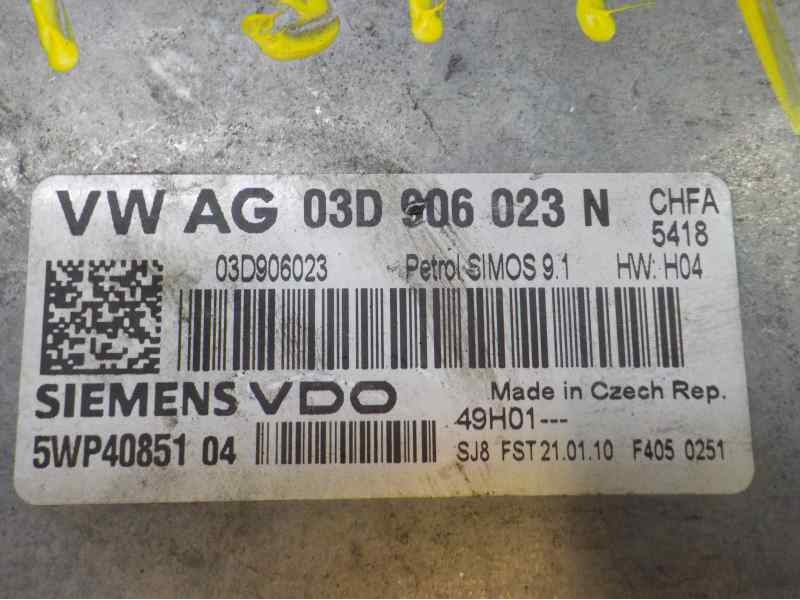 VW AG 03D 906 023 N CHFA
5418
03D906023 Petrol SIMOS 9.1 HW: H04
SIEMENS VDO Made in Czech Rep.
49H01---
5WP40851 04 SJ8 FST 21.01.10 F405 0251